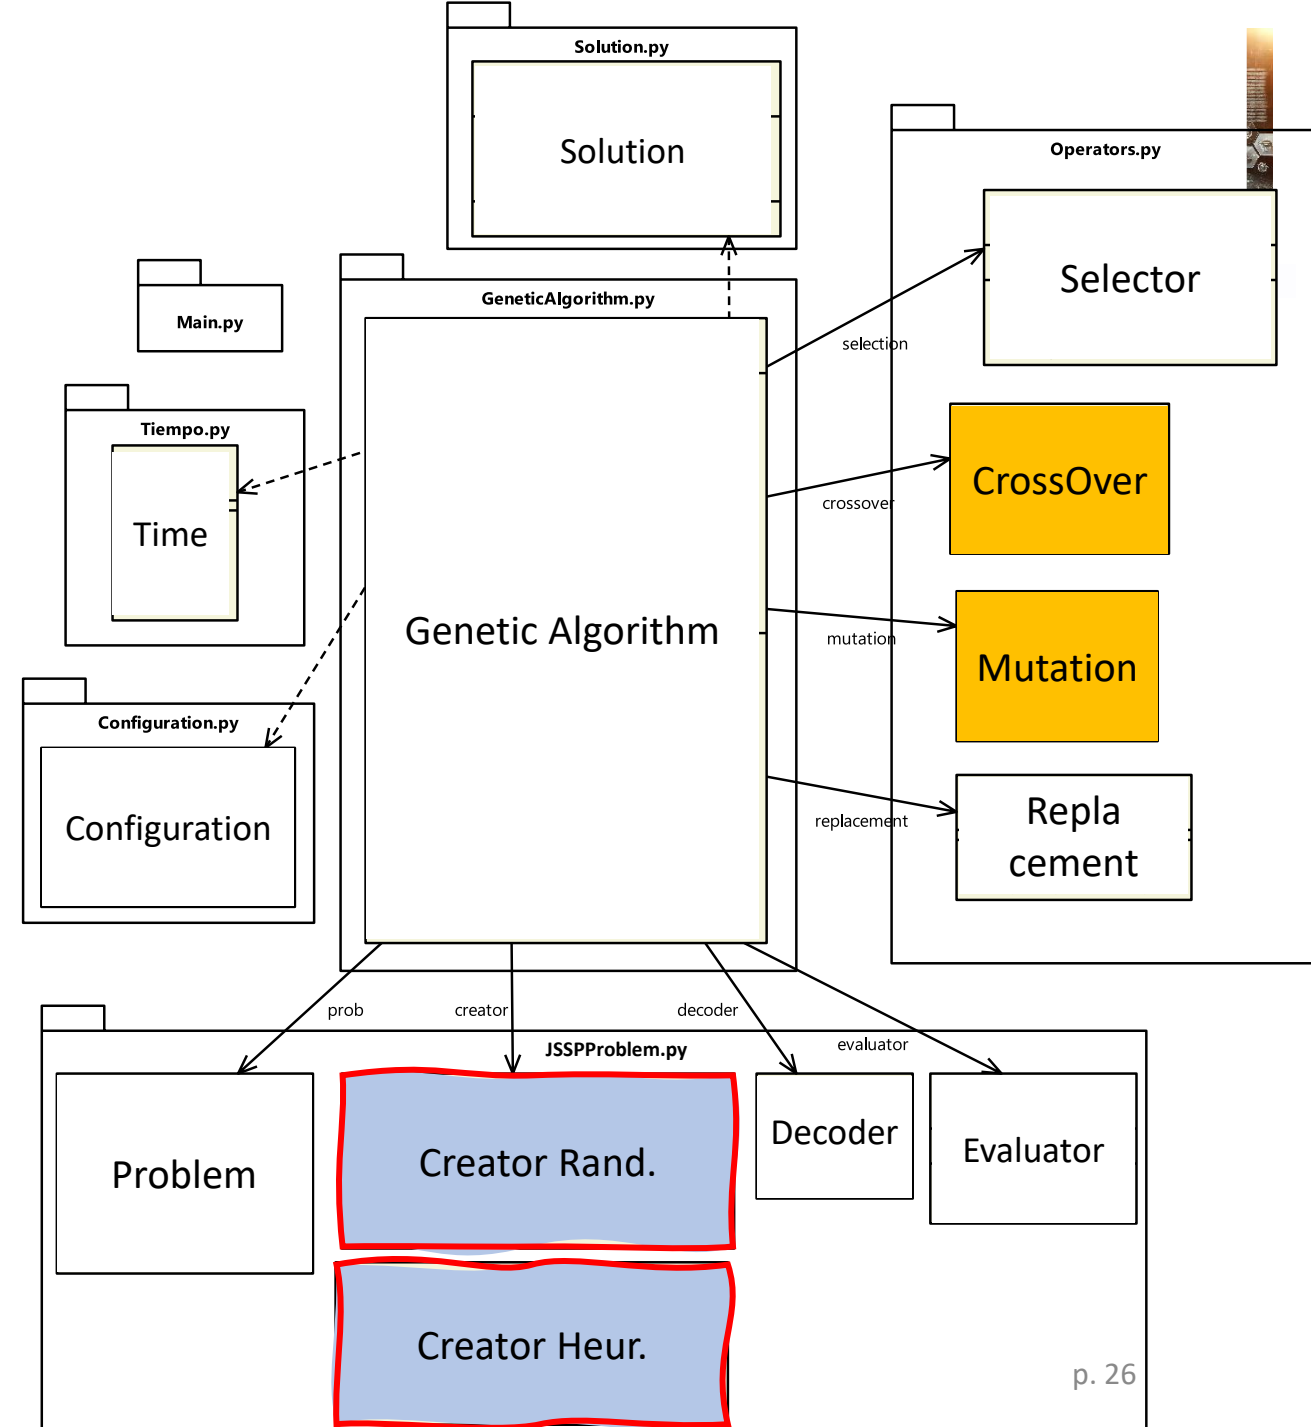 Solution.py
Solution
Operators.py
Selector
GeneticAlgorithm.py
Main.py
selection
Tiempo.py
Time
CrossOver
crossover
Genetic Algorithm
mutation
Mutation
Configuration.py
Configuration
replacement
Repla
cement
prob
creator
decoder
evaluator
JSSPProblem.py
Problem
Creator Rand.
Decoder
Evaluator
Creator Heur.
p. 26